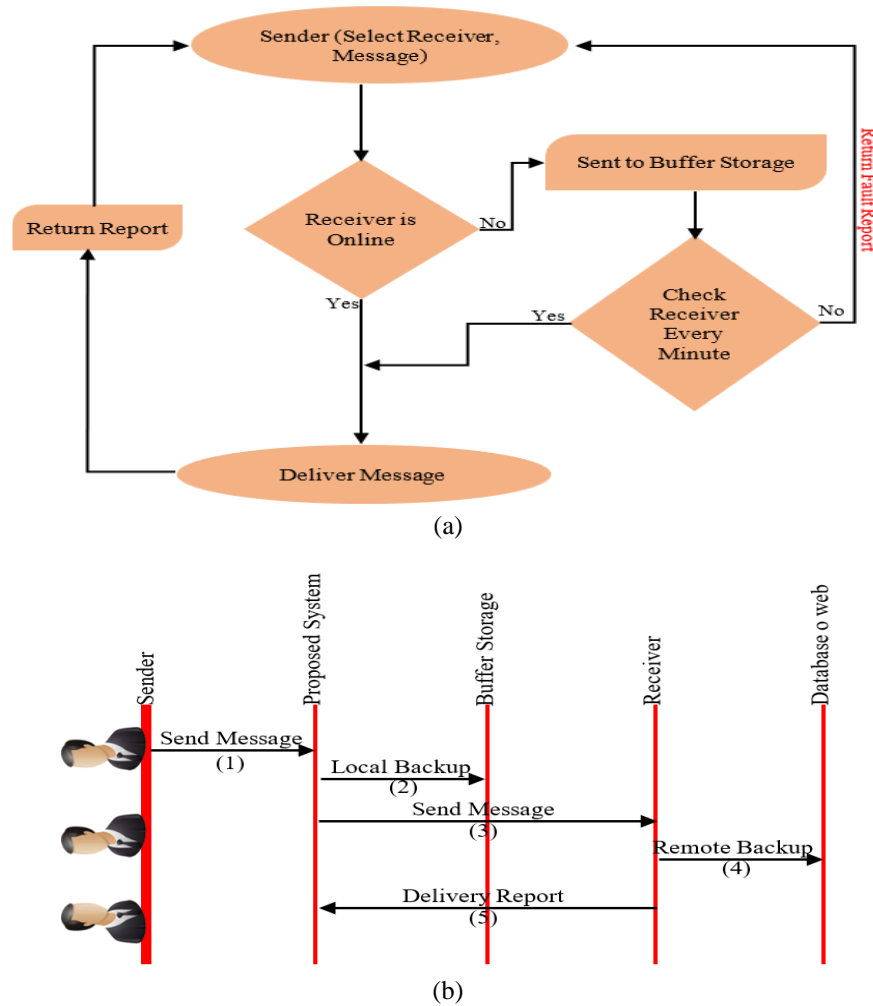 Sender (Select Receiver,
Message)
Sent to Buffer Storage
Return Fault Report
Return Report
Receiver is
Online
No
Yes
Check
Receiver
Every
Minute
Yes
No
Deliver Message
(a)
Sender
Proposed System
Buffer Storage
Receiver
Database o web
Send Message
(1)
Local Backup
(2)
Send Message
(3)
Remote Backup
(4)
Delivery Report
(5)
(b)